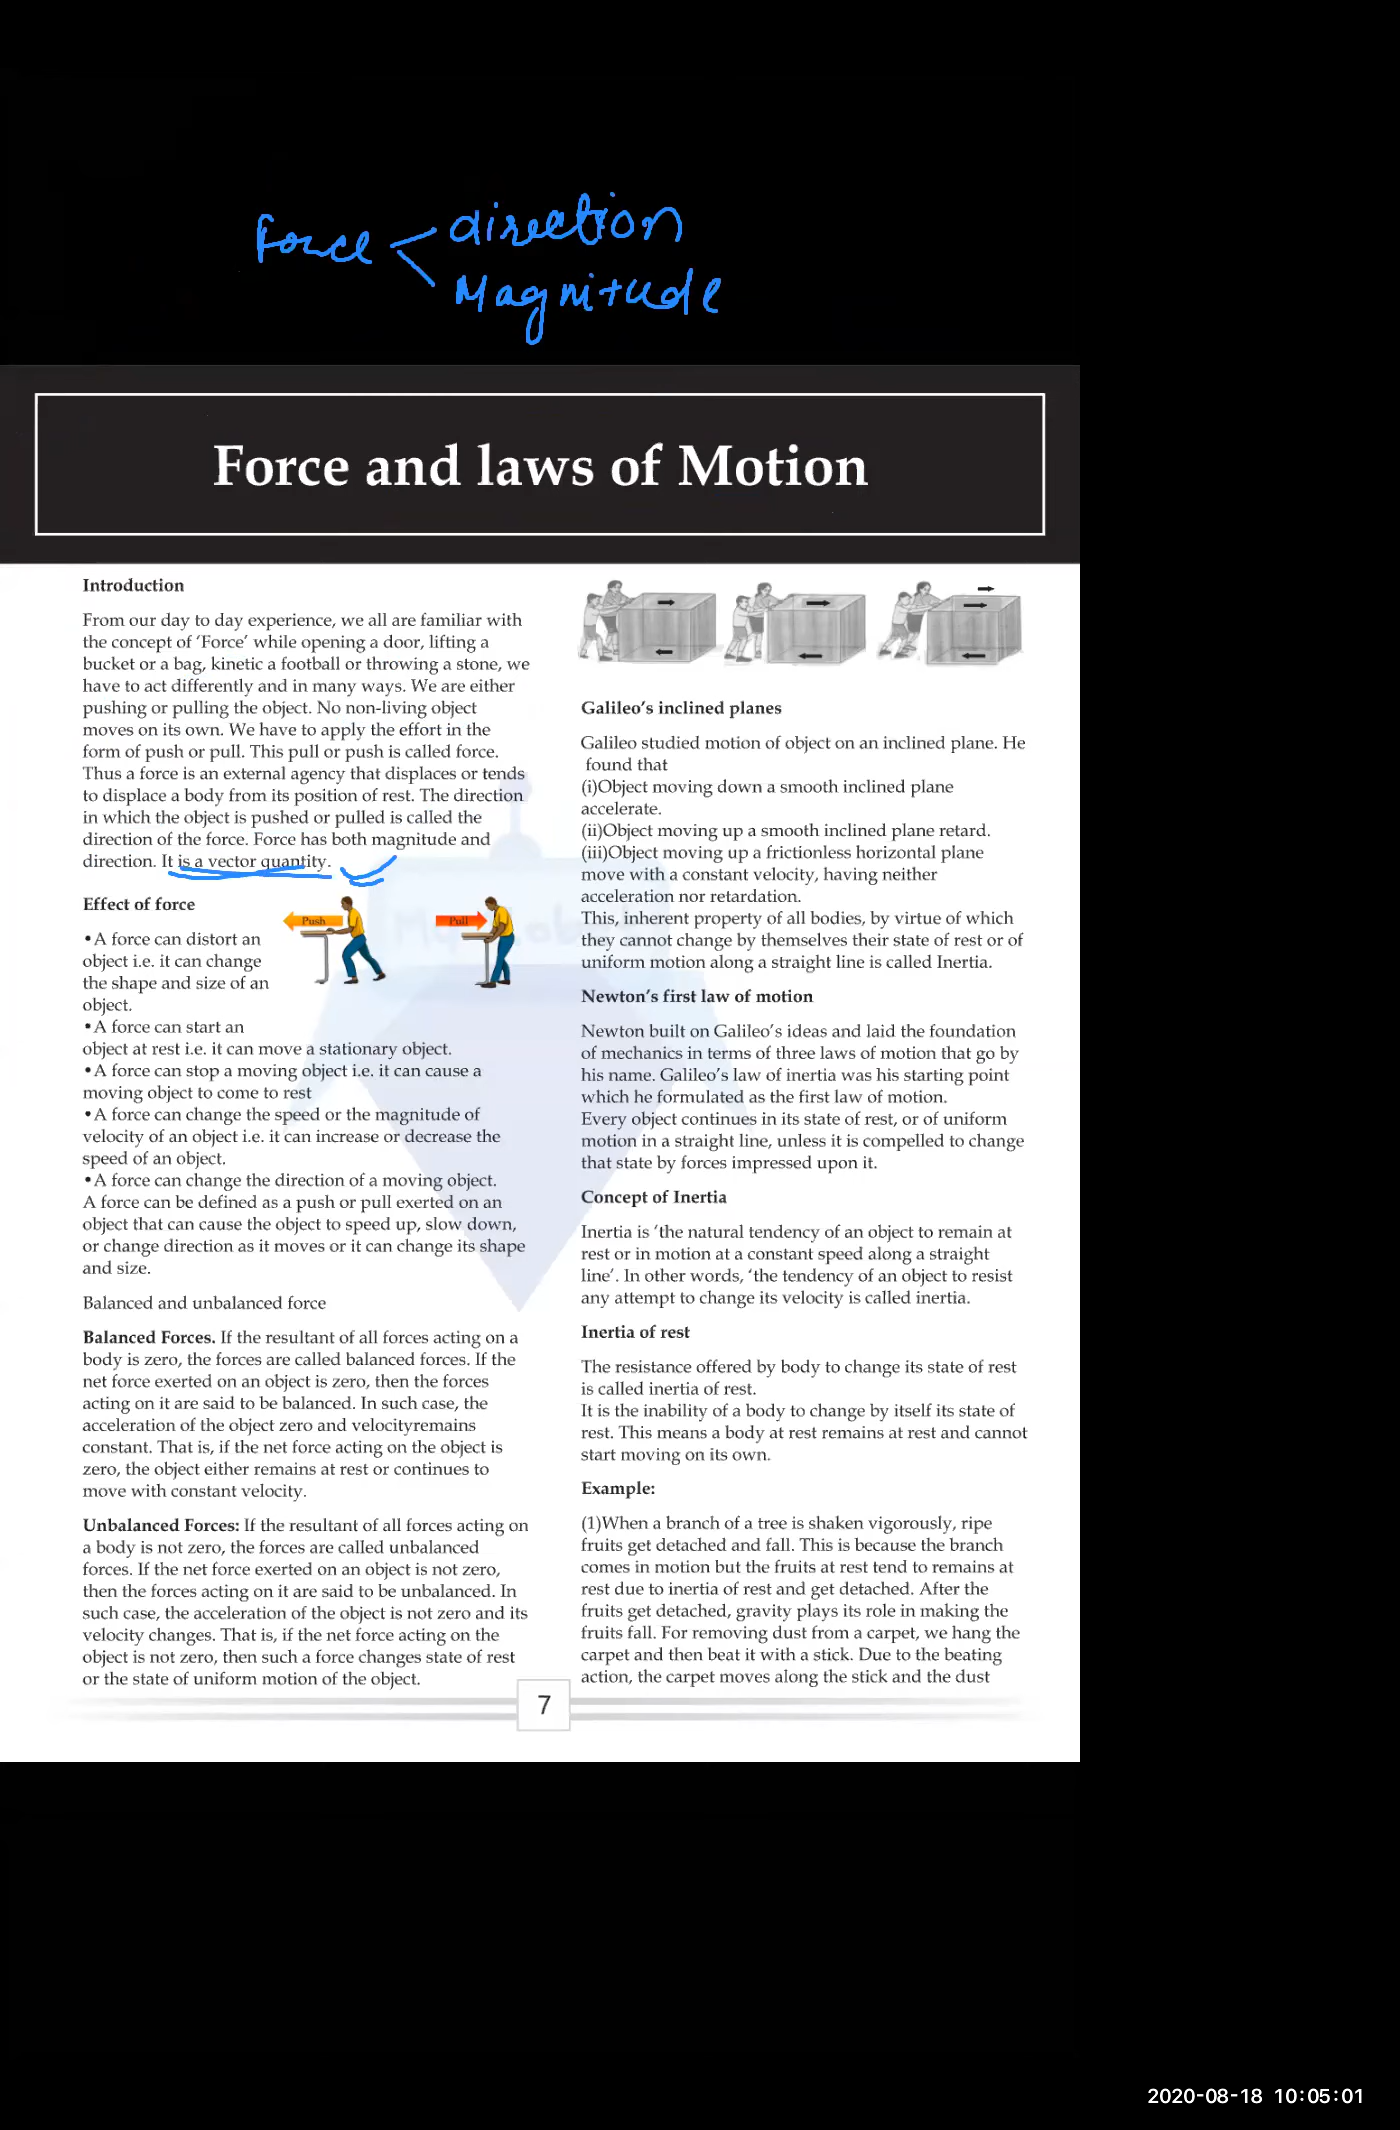 Force < direction
Magnitude
Force and laws of Motion
Introduction
From our day to day experience, we all are familiar with
the concept of ‘Force’ while opening a door, lifting a
bucket or a bag, kinetic a football or throwing a stone, we
have to act differently and in many ways. We are either
pushing or pulling the object. No non-living object
moves on its own. We have to apply the effort in the
form of push or pull. This pull or push is called force.
Thus a force is an external agency that displaces or tends
to displace a body from its position of rest. The direction
in which the object is pushed or pulled is called the
direction of the force. Force has both magnitude and
direction. It is a vector quantity.
Effect of force
Push
Pull
•A force can distort an
object i.e. it can change
the shape and size of an
object.
•A force can start an
object at rest i.e. it can move a stationary object.
•A force can stop a moving object i.e. it can cause a
moving object to come to rest
•A force can change the speed or the magnitude of
velocity of an object i.e. it can increase or decrease the
speed of an object.
•A force can change the direction of a moving object.
A force can be defined as a push or pull exerted on an
object that can cause the object to speed up, slow down,
or change direction as it moves or it can change its shape
and size.
Balanced and unbalanced force
Balanced Forces. If the resultant of all forces acting on a
body is zero, the forces are called balanced forces. If the
net force exerted on an object is zero, then the forces
acting on it are said to be balanced. In such case, the
acceleration of the object zero and velocityremains
constant. That is, if the net force acting on the object is
zero, the object either remains at rest or continues to
move with constant velocity.
Unbalanced Forces: If the resultant of all forces acting on
a body is not zero, the forces are called unbalanced
forces. If the net force exerted on an object is not zero,
then the forces acting on it are said to be unbalanced. In
such case, the acceleration of the object is not zero and its
velocity changes. That is, if the net force acting on the
object is not zero, then such a force changes state of rest
or the state of uniform motion of the object.
Galileo’s inclined planes
Galileo studied motion of object on an inclined plane. He
found that
(i)Object moving down a smooth inclined plane
accelerate.
(ii)Object moving up a smooth inclined plane retard.
(iii)Object moving up a frictionless horizontal plane
move with a constant velocity, having neither
acceleration nor retardation.
This, inherent property of all bodies, by virtue of which
they cannot change by themselves their state of rest or of
uniform motion along a straight line is called Inertia.
Newton’s first law of motion
Newton built on Galileo’s ideas and laid the foundation
of mechanics in terms of three laws of motion that go by
his name. Galileo’s law of inertia was his starting point
which he formulated as the first law of motion.
Every object continues in its state of rest, or of uniform
motion in a straight line, unless it is compelled to change
that state by forces impressed upon it.
Concept of Inertia
Inertia is ‘the natural tendency of an object to remain at
rest or in motion at a constant speed along a straight
line’. In other words, ‘the tendency of an object to resist
any attempt to change its velocity is called inertia.
Inertia of rest
The resistance offered by body to change its state of rest
is called inertia of rest.
It is the inability of a body to change by itself its state of
rest. This means a body at rest remains at rest and cannot
start moving on its own.
Example:
(1)When a branch of a tree is shaken vigorously, ripe
fruits get detached and fall. This is because the branch
comes in motion but the fruits at rest tend to remains at
rest due to inertia of rest and get detached. After the
fruits get detached, gravity plays its role in making the
fruits fall. For removing dust from a carpet, we hang the
carpet and then beat it with a stick. Due to the beating
action, the carpet moves along the stick and the dust
7
2020-08-18 10:05:01